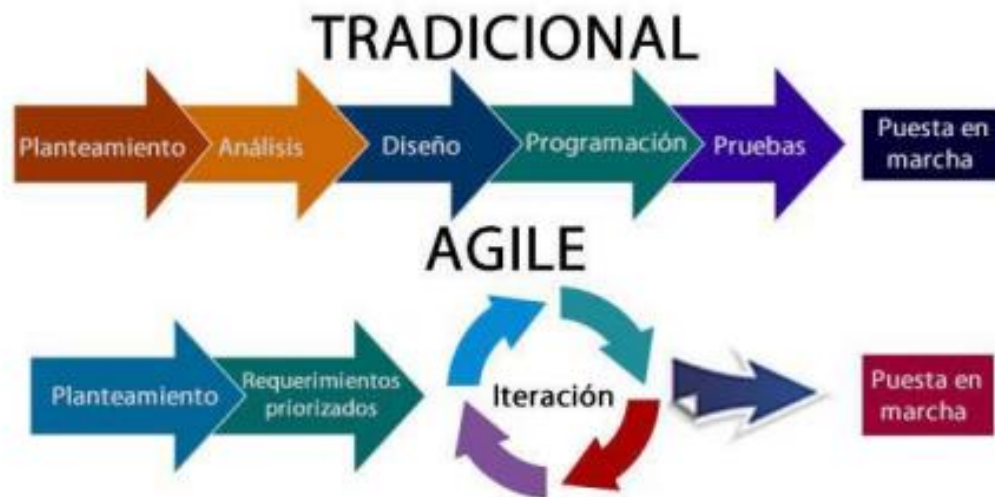 TRADICIONAL
Planteamiento
Análisis
Diseño
Programación
Pruebas
Puesta en
marcha
AGILE
Planteamiento
Requerimientos
priorizados
Iteración
Puesta en
marcha